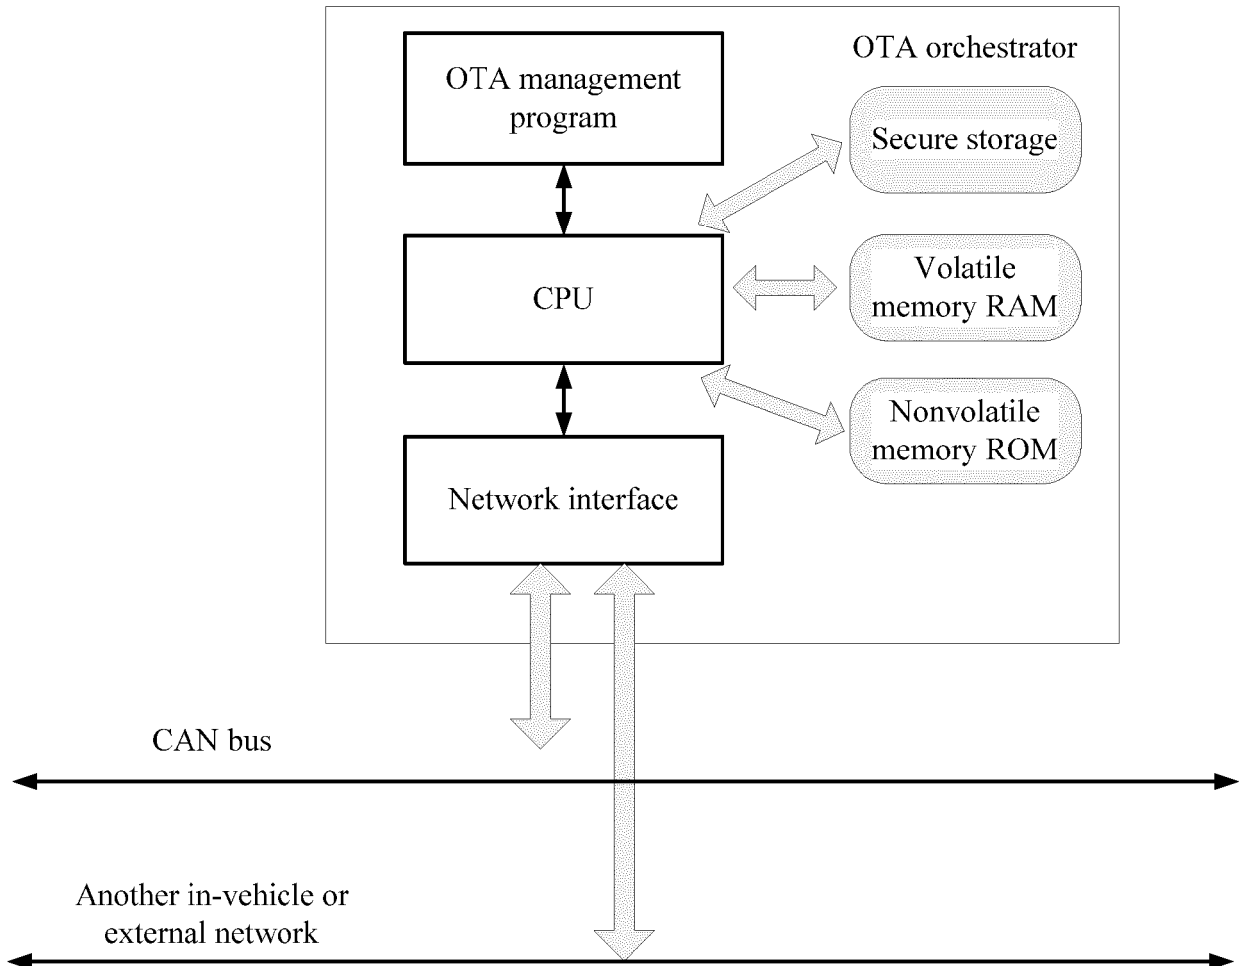 OTA orchestrator
OTA management
program
Secure storage
CPU
Volatile
memory RAM
Nonvolatile
memory ROM
Network interface
CAN bus
Another in-vehicle or
external network